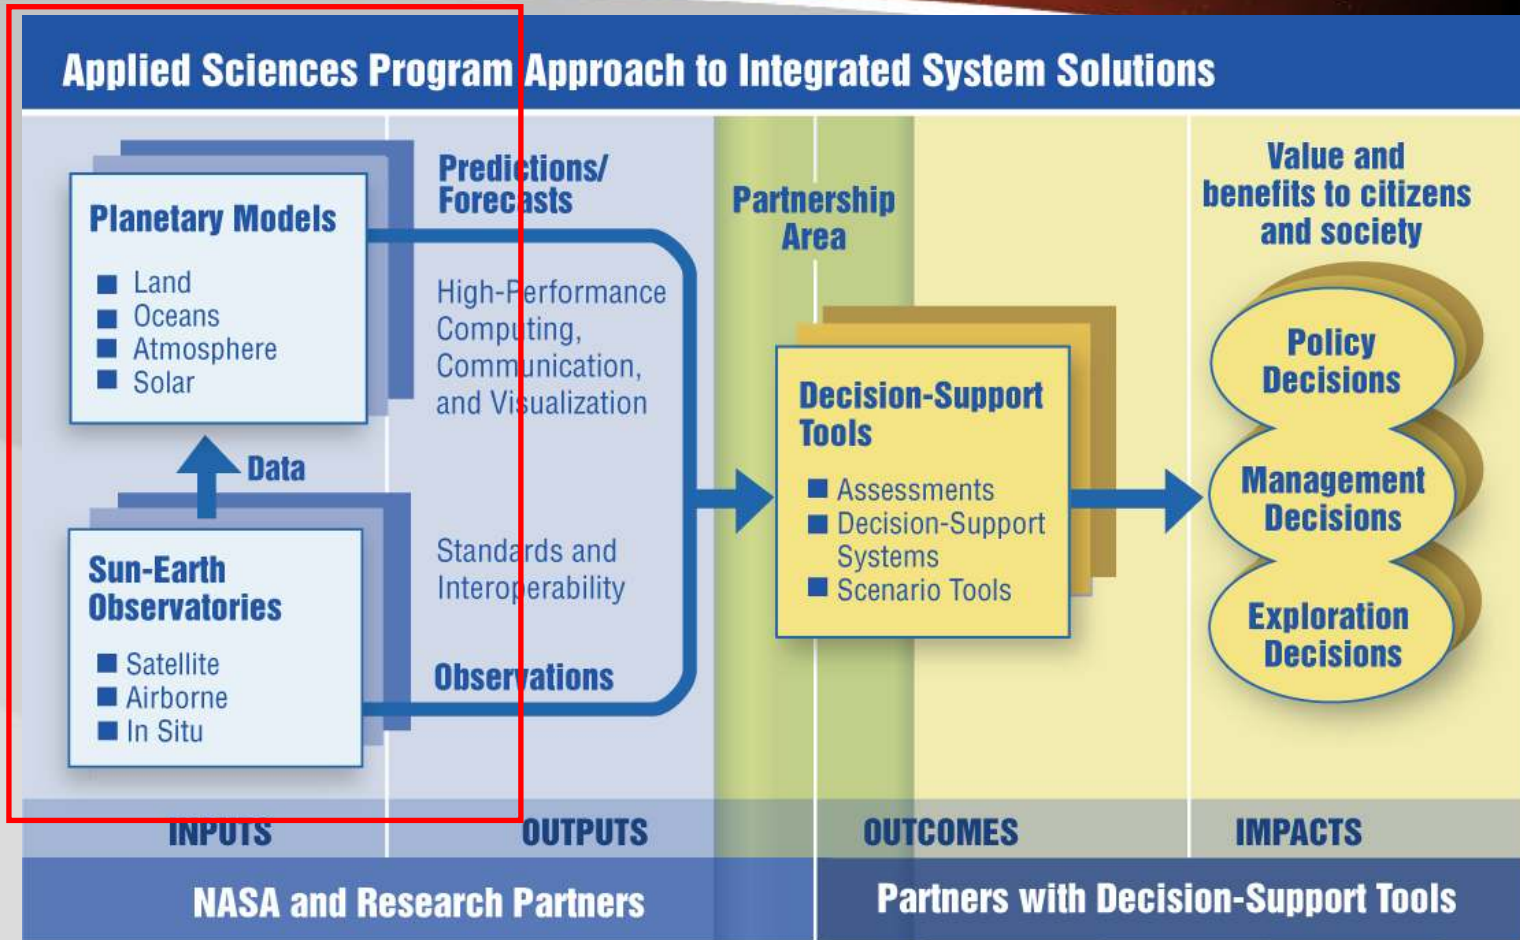 Applied Sciences Program Approach to Integrated System Solutions
Planetary Models
Land
Oceans
Atmosphere
Solar
Data
Sun-Earth
Observatories
Satellite
Airborne
In Situ
Predictions/
Forecasts
High-Performance
Computing,
Communication,
and Visualization
Standards and
Interoperability
Observations
Partnership
Area
Decision-Support
Tools
Assessments
Decision-Support
Systems
Scenario Tools
Value and
benefits to citizens
and society
Policy
Decisions
Management
Decisions
Exploration
Decisions
INPUTS
OUTPUTS
OUTCOMES
IMPACTS
NASA and Research Partners
Partners with Decision-Support Tools